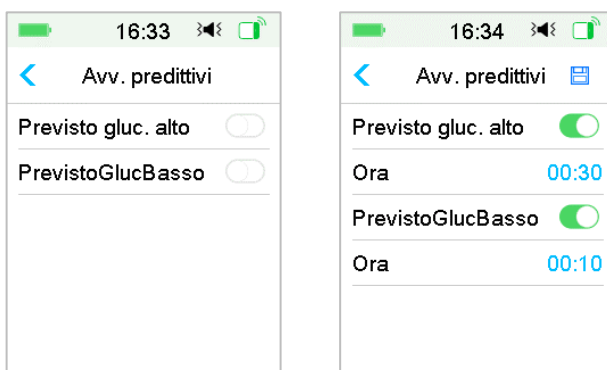 16:33
Avv. predittivi
Previsto gluc. alto
PrevistoGlucBasso
16:34
Avv. predittivi
Previsto gluc. alto
Ora 00:30
PrevistoGlucBasso
Ora 00:10